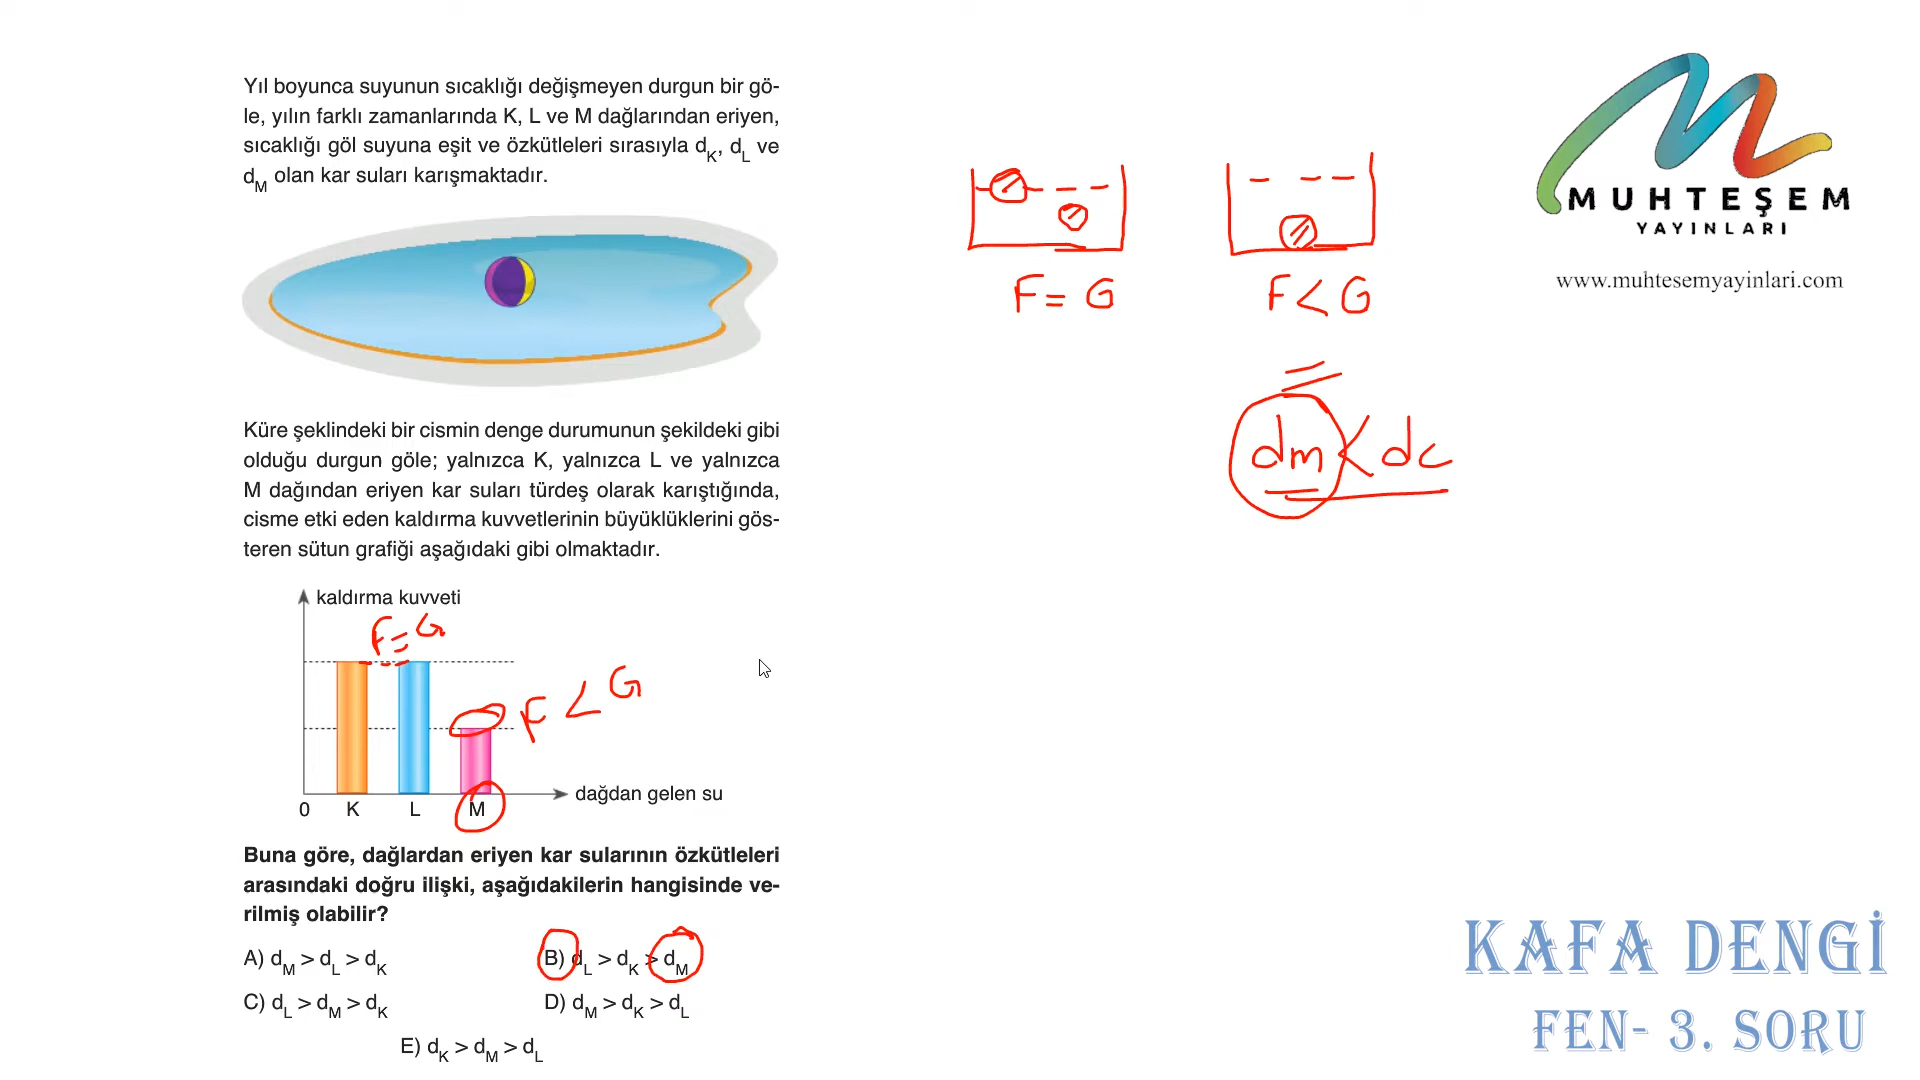 Yıl boyunca suyunun sıcaklığı değişmeyen durgun bir gö-
le, yılın farklı zamanlarında K, L ve M dağlarından eriyen,
sıcaklığı göl suyuna eşit ve özkütleleri sırasıyla dK, dL ve
dM olan kar suları karışmaktadır.
Küre şeklindeki bir cismin denge durumunun şekildeki gibi
olduğu durgun göle; yalnızca K, yalnızca L ve yalnızca
M dağından eriyen kar suları türdeş olarak karıştığında,
cisme etki eden kaldırma kuvvetlerinin büyüklüklerini gös-
teren sütun grafiği aşağıdaki gibi olmaktadır.
kaldırma kuvveti
F = G
F < G
dağdan gelen su
0 K L M
Buna göre, dağlardan eriyen kar sularının özkütleleri
arasındaki doğru ilişki, aşağıdakilerin hangisinde ve-
rilmiş olabilir?
A) dM > dL > dK
B) dL > dK > dM
C) dL > dM > dK
D) dM > dK > dL
E) dK > dM > dL
F = G
F < G
dm < dc
MUHTEŞEM
YAYINLARI
www.muhtesemyayinlari.com
KAFA DENGİ
FEN- 3. SORU